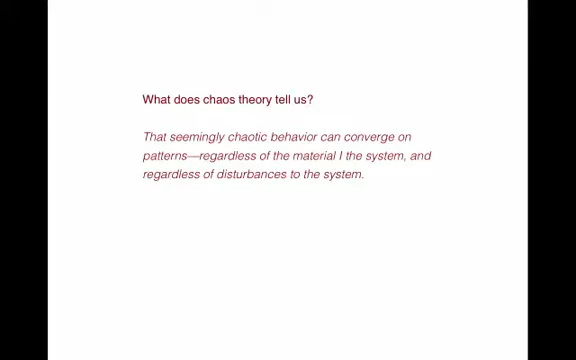 What does chaos theory tell us?
That seemingly chaotic behavior can converge on
patterns—regardless of the material I the system, and
regardless of disturbances to the system.